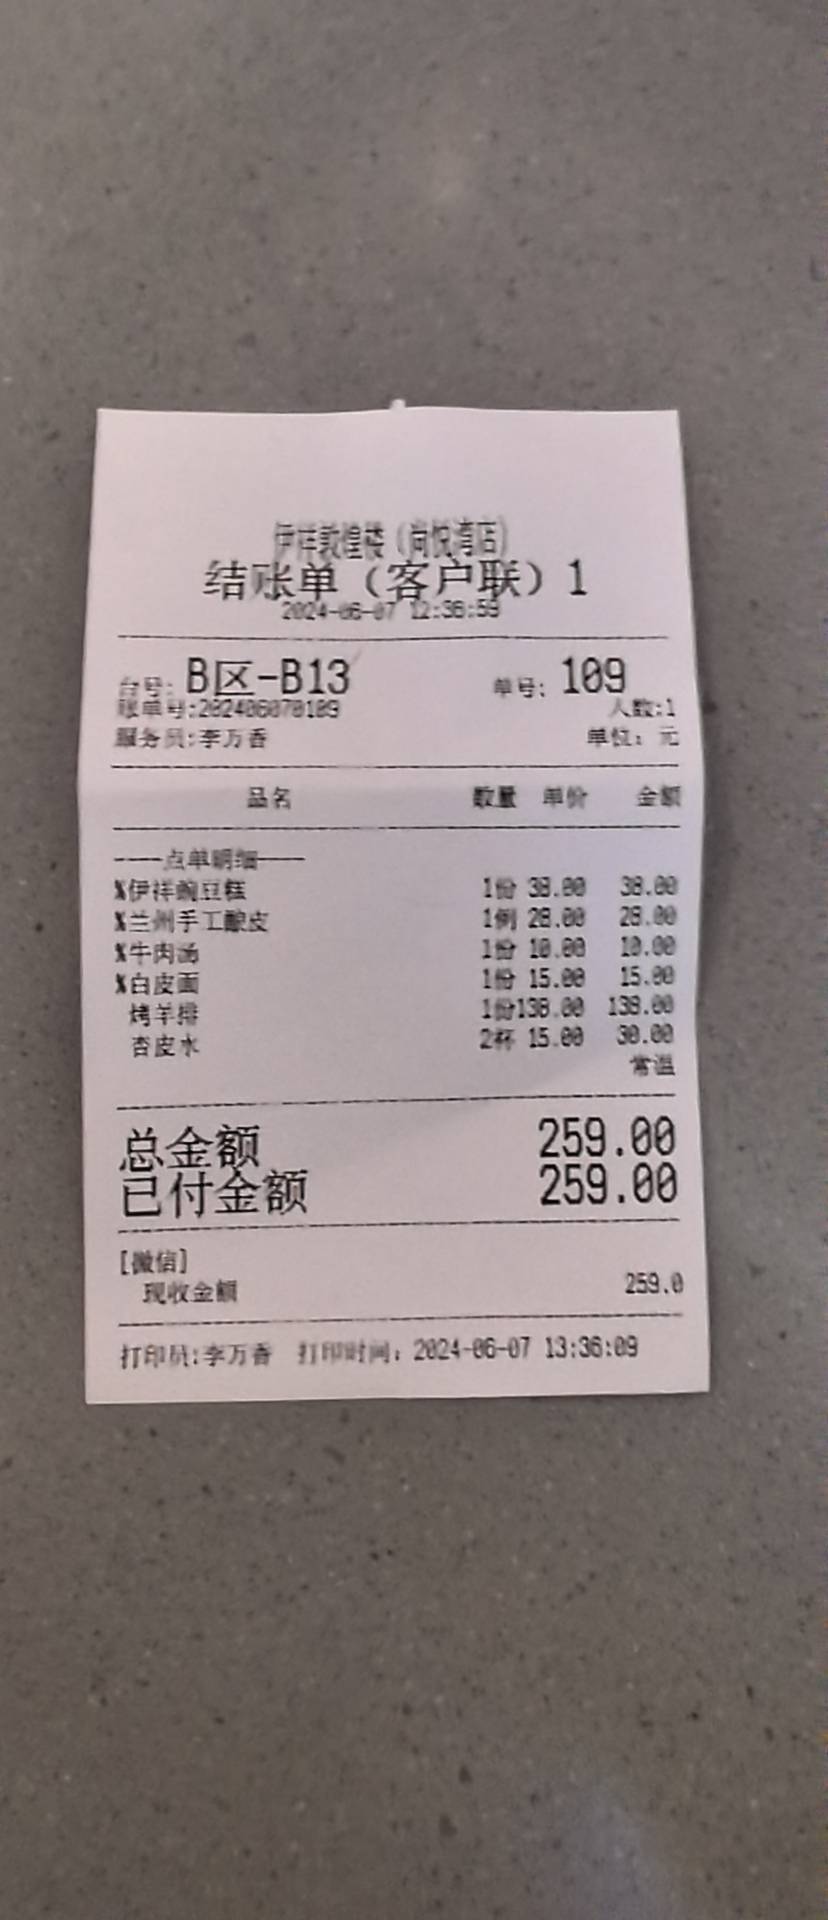 伊祥敦煌楼（尚悦湾店）
结账单（客户联）1
2024-06-07 12:36:59
台号: B区-B13 单号: 109
账单号:202406070109 人数:1
服务员:李万香 单位: 元
品名 数量 单价 金额
----点单明细----
%伊祥豌豆糕 1份 38.00 38.00
%兰州手工酿皮 1例 28.00 28.00
%牛肉汤 1份 10.00 10.00
%白皮面 1份 15.00 15.00
烤羊排 1份138.00 138.00
杏皮水 2杯 15.00 30.00
常温
总金额 259.00
已付金额 259.00
[微信]
现收金额 259.0
打印员:李万香 打印时间: 2024-06-07 13:36:09